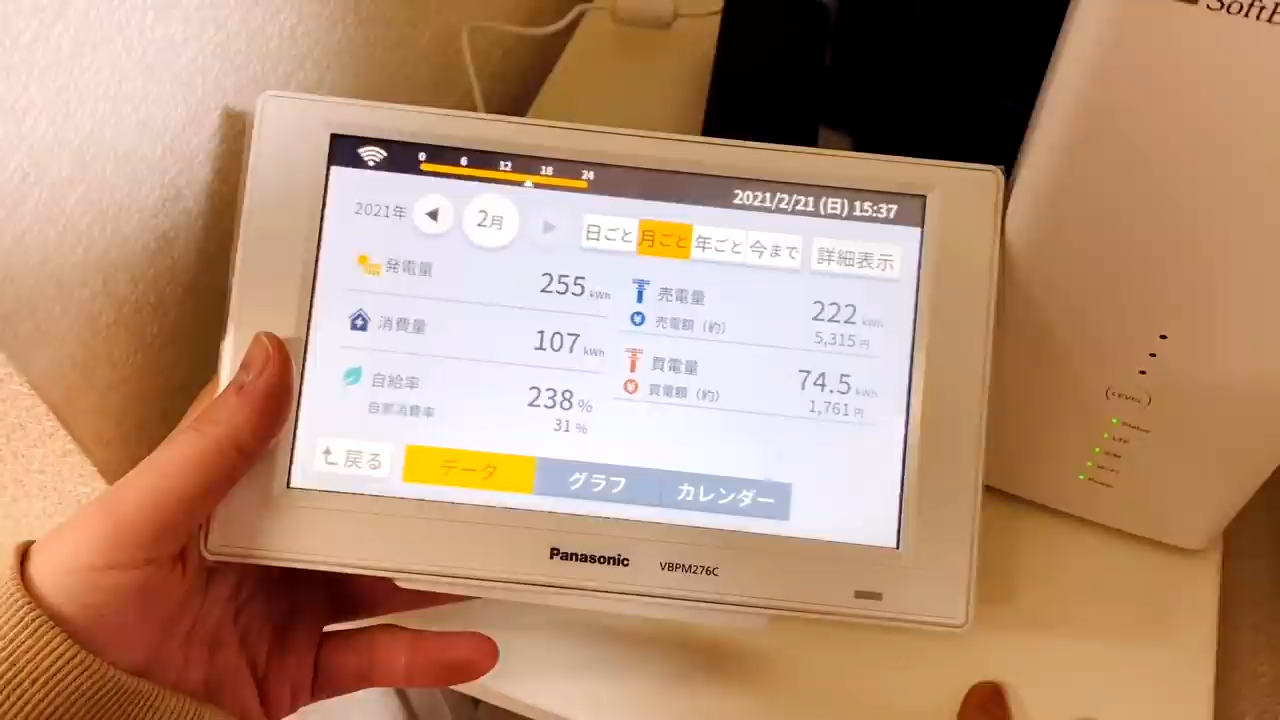 SoftB
0 6 12 18 24
2021/2/21 (日) 15:37
2021年 2月
日ごと 月ごと 年ごと 今まで 詳細表示
発電量 255 kWh
消費量 107 kWh
自給率 238 %
自家消費率 31 %
売電量 222 kWh
売電額（約） 5,315 円
買電量 74.5 kWh
買電額（約） 1,761 円
戻る データ グラフ カレンダー
Panasonic VBPM276C
LEVEL
Status